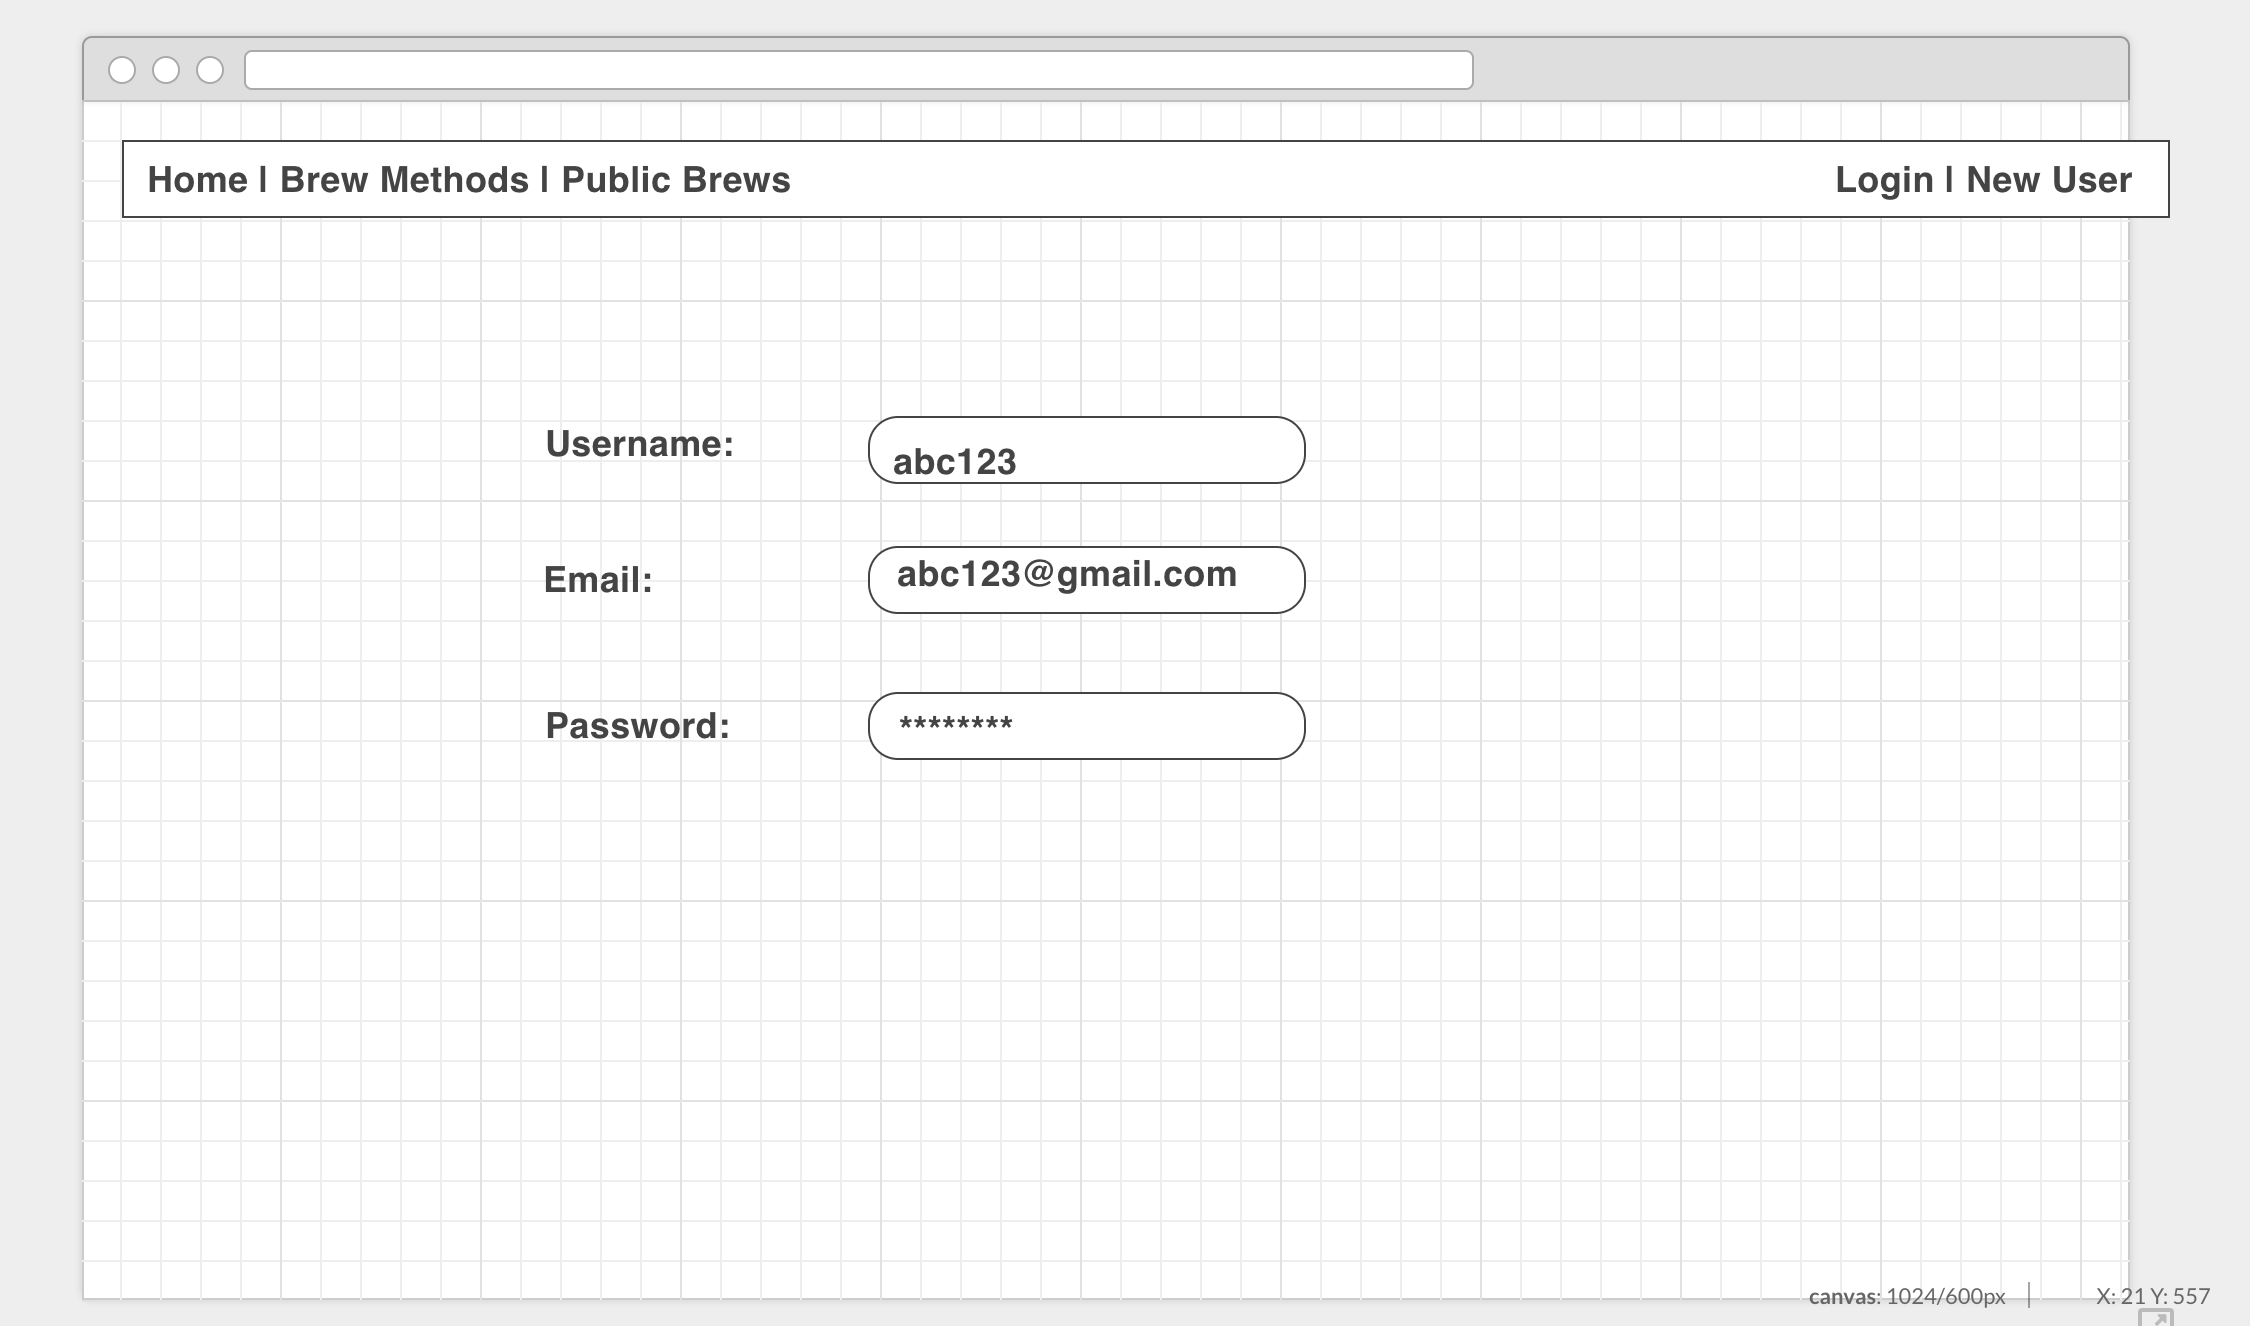 Home | Brew Methods | Public Brews
Login | New User
Username:
abc123
Email:
abc123@gmail.com
Password:
********
canvas: 1024/600px | X: 21 Y: 557